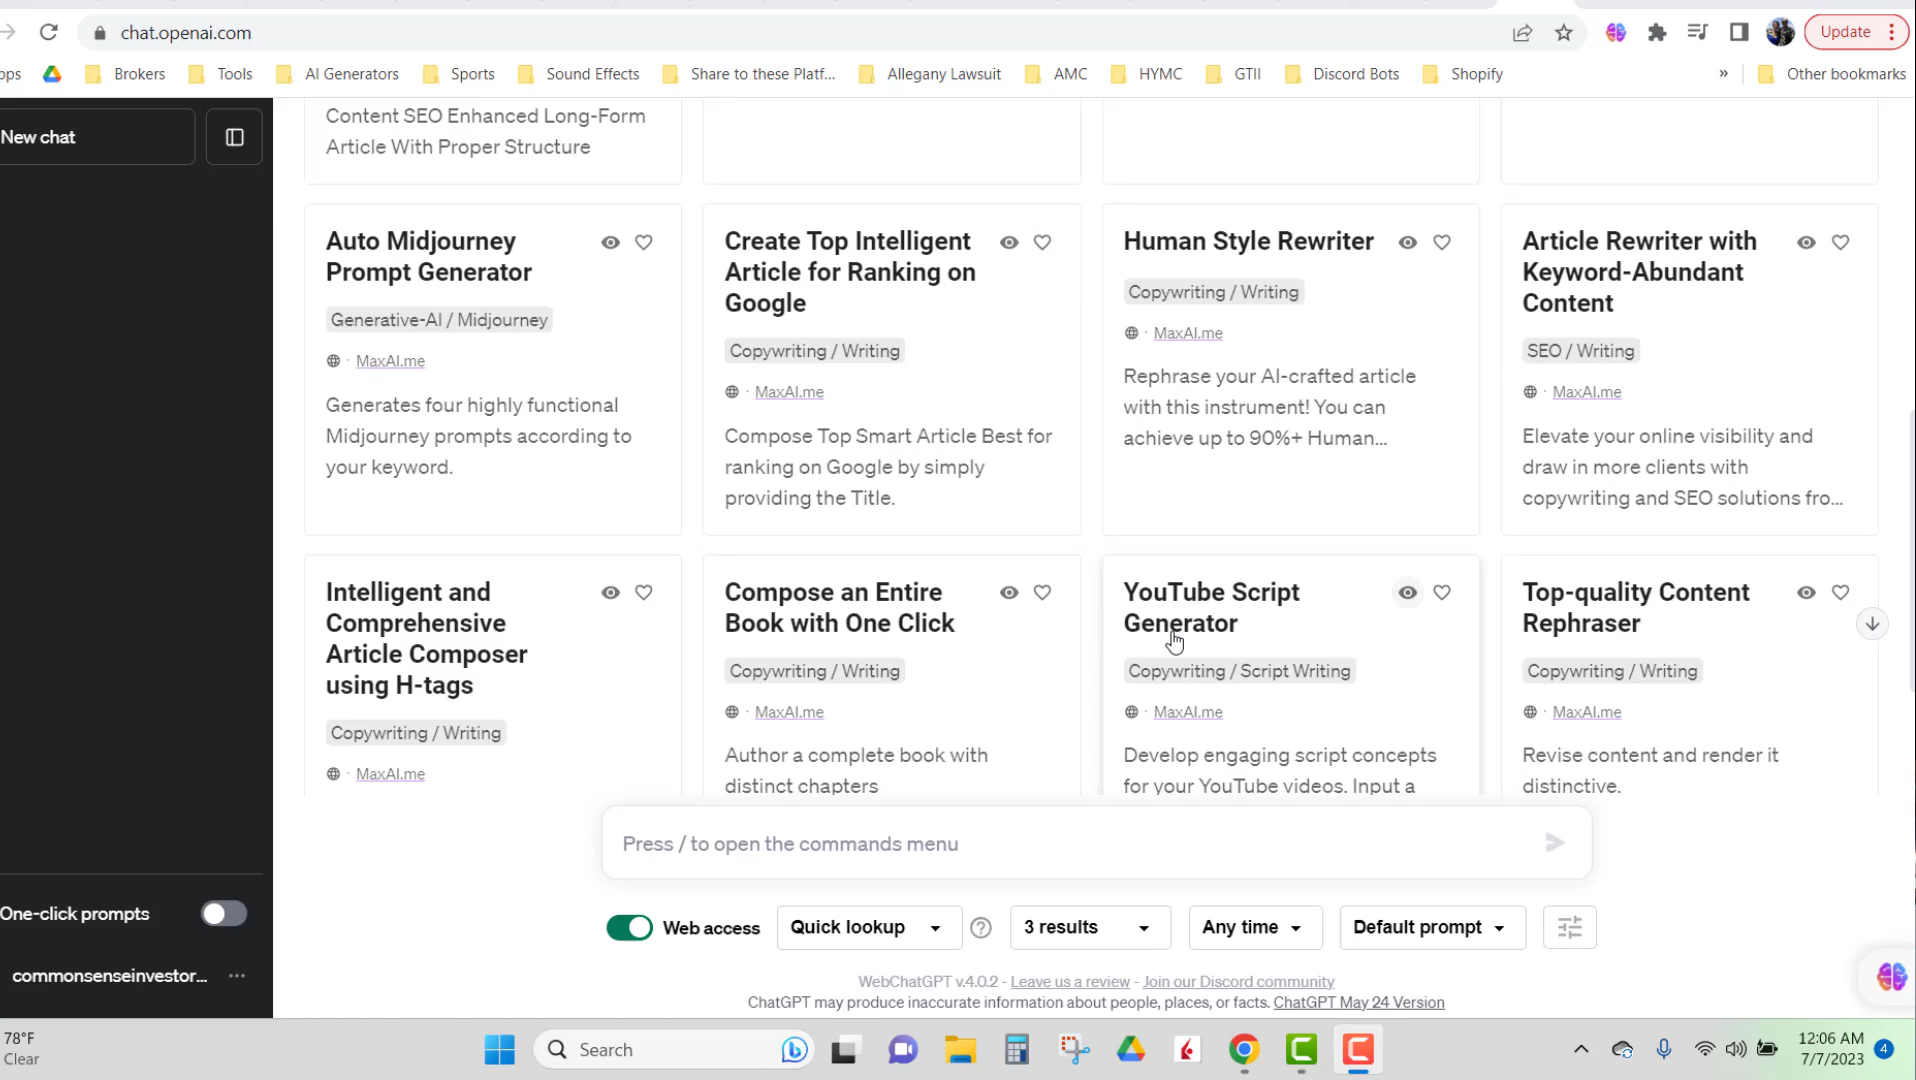 chat.openai.com
Update
ops
Brokers
Tools
AI Generators
Sports
Sound Effects
Share to these Platf...
Allegany Lawsuit
AMC
HYMC
GTII
Discord Bots
Shopify
»
Other bookmarks
New chat
Content SEO Enhanced Long-Form
Article With Proper Structure
Auto Midjourney
Prompt Generator
Generative-AI / Midjourney
· MaxAI.me
Generates four highly functional
Midjourney prompts according to
your keyword.
Create Top Intelligent
Article for Ranking on
Google
Copywriting / Writing
· MaxAI.me
Compose Top Smart Article Best for
ranking on Google by simply
providing the Title.
Human Style Rewriter
Copywriting / Writing
· MaxAI.me
Rephrase your AI-crafted article
with this instrument! You can
achieve up to 90%+ Human...
Article Rewriter with
Keyword-Abundant
Content
SEO / Writing
· MaxAI.me
Elevate your online visibility and
draw in more clients with
copywriting and SEO solutions fro...
Intelligent and
Comprehensive
Article Composer
using H-tags
Copywriting / Writing
· MaxAI.me
Compose an Entire
Book with One Click
Copywriting / Writing
· MaxAI.me
Author a complete book with
distinct chapters
YouTube Script
Generator
Copywriting / Script Writing
· MaxAI.me
Develop engaging script concepts
for your YouTube videos. Input a
Top-quality Content
Rephraser
Copywriting / Writing
· MaxAI.me
Revise content and render it
distinctive.
Press / to open the commands menu
One-click prompts
commonsenseinvestor...
Web access
Quick lookup
3 results
Any time
Default prompt
WebChatGPT v.4.0.2 - Leave us a review - Join our Discord community
ChatGPT may produce inaccurate information about people, places, or facts. ChatGPT May 24 Version
78°F
Clear
Search
12:06 AM
7/7/2023
4